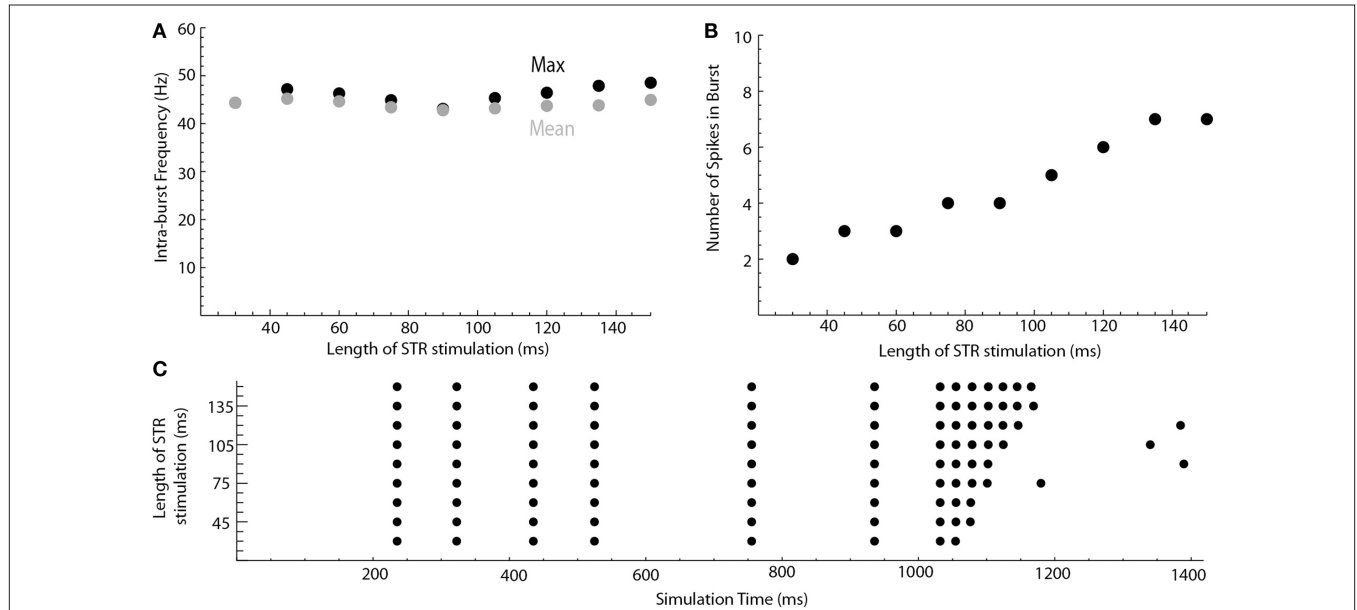 A
60
50
40
30
20
10
Intra-burst Frequency (Hz)
Max
Mean
40 60 80 100 120 140
Length of STR stimulation (ms)
B
10
8
6
4
2
Number of Spikes in Burst
40 60 80 100 120 140
Length of STR stimulation (ms)
C
135
105
75
45
Length of STR
stimulation (ms)
200 400 600 800 1000 1200 1400
Simulation Time (ms)